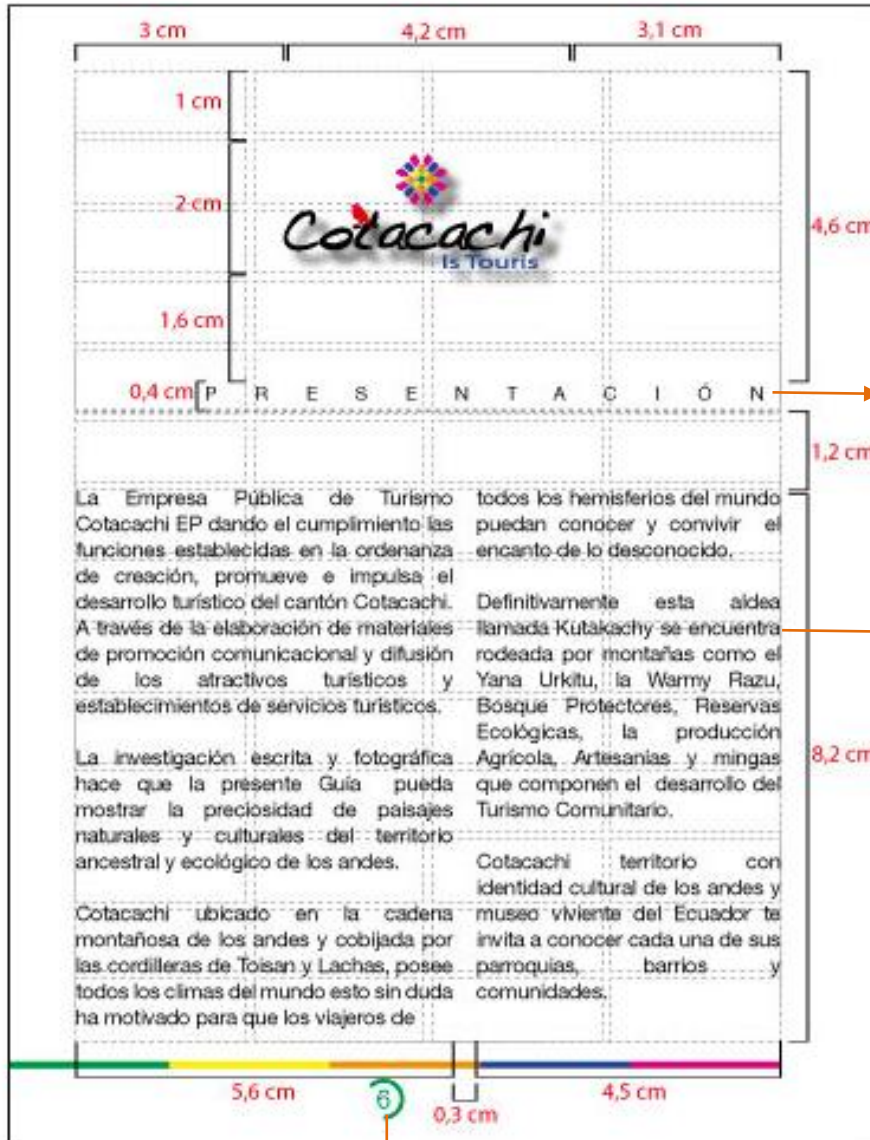 3 cm 4,2 cm 3,1 cm
1 cm
2 cm
Cotacachi
Is Touris
4,6 cm
1,6 cm
0,4 cm PRESENTACIÓN
1,2 cm
La Empresa Pública de Turismo
Cotacachi EP dando el cumplimiento las
funciones establecidas en la ordenanza
de creación, promueve e impulsa el
desarrollo turístico del cantón Cotacachi.
A través de la elaboración de materiales
de promoción comunicacional y difusión
de los atractivos turísticos y
establecimientos de servicios turísticos.
La investigación escrita y fotográfica
hace que la presente Guía pueda
mostrar la preciosidad de paisajes
naturales y culturales del territorio
ancestral y ecológico de los andes.
Cotacachi ubicado en la cadena
montañosa de los andes y cobijada por
las cordilleras de Toisan y Lachas, posee
todos los climas del mundo esto sin duda
ha motivado para que los viajeros de
todos los hemisferios del mundo
puedan conocer y convivir el
encanto de lo desconocido.
Definitivamente esta aldea
llamada Kutakachy se encuentra
rodeada por montañas como el
Yana Urkitu, la Warmy Razu,
Bosque Protectores, Reservas
Ecológicas, la producción
Agrícola, Artesanias y mingas
que componen el desarrollo del
Turismo Comunitario.
Cotacachi territorio con
identidad cultural de los andes y
museo viviente del Ecuador te
invita a conocer cada una de sus
parroquias, barrios y
comunidades.
8,2 cm
5,6 cm 6 0,3 cm 4,5 cm